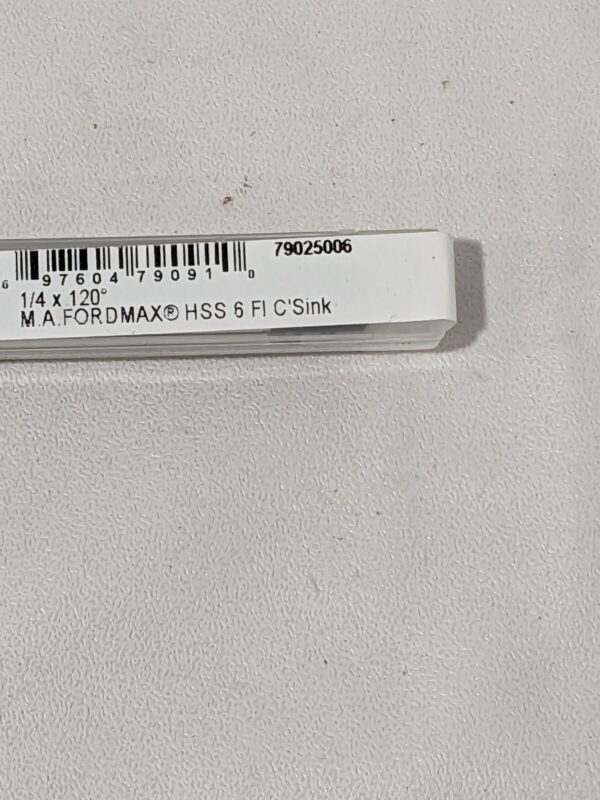 79025006
6 97604 79091 0
1/4 x 120°
M.A.FORDMAX® HSS 6 Fl C'Sink